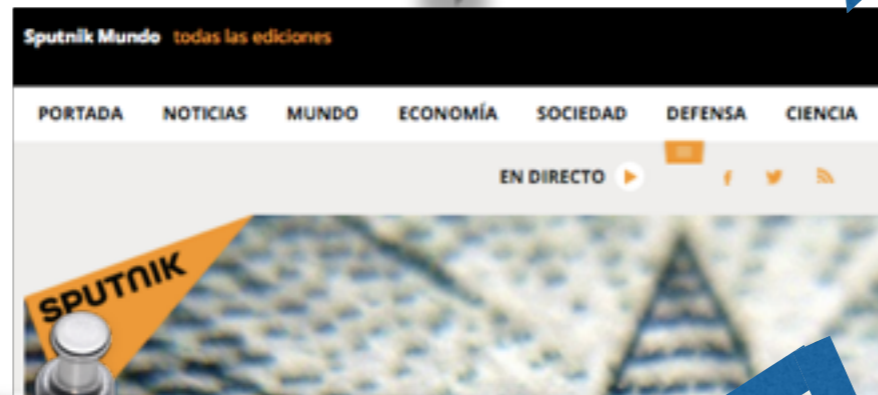 Sputnik Mundo todas las ediciones
PORTADA NOTICIAS MUNDO ECONOMÍA SOCIEDAD DEFENSA CIENCIA
EN DIRECTO
SPUTNIK